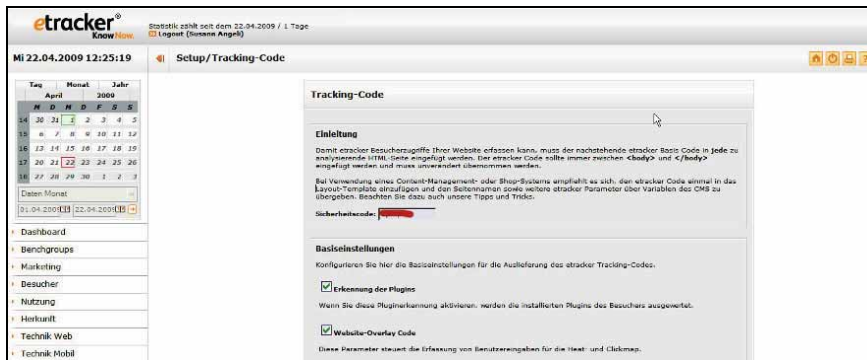 etracker®
Know Now.
Statistik zählt seit dem 22.04.2009 / 1 Tage
Logout (Susann Angeli)
Mi 22.04.2009 12:25:19
Setup/Tracking-Code
?
Tag Monat Jahr
April 2009
M D M D F S S
14 30 31 1 2 3 4 5
15 6 7 8 9 10 11 12
16 13 14 15 16 17 18 19
17 20 21 22 23 24 25 26
18 27 28 29 30 1 2 3
Daten Monat
01.04.2009 22.04.2009
Dashboard
Benchgroups
Marketing
Besucher
Nutzung
Herkunft
Technik Web
Technik Mobil
Tracking-Code
Einleitung
Damit etracker Besucherzugriffe Ihrer Website erfassen kann, muss der nachstehende etracker Basis Code in jede zu
analysierende HTML-Seite eingefügt werden. Der etracker Code sollte immer zwischen <body> und </body>
eingefügt werden und muss unverändert übernommen werden.
Bei Verwendung eines Content-Management- oder Shop-Systems empfiehlt es sich, den etracker Code einmal in das
Layout-Template einzufügen und den Seitennamen sowie weitere etracker Parameter über Variablen des CMS zu
übergeben. Beachten Sie dazu auch unsere Tipps und Tricks.
Sicherheitscode:
Basiseinstellungen
Konfigurieren Sie hier die Basiseinstellungen für die Auslieferung des etracker Tracking-Codes.
Erkennung der Plugins
Wenn Sie diese Pluginerkennung aktivieren, werden die installierten Plugins des Besuchers ausgewertet.
Website-Overlay Code
Diese Parameter steuert die Erfassung von Benutzereingaben für die Heat- und Clickmap.